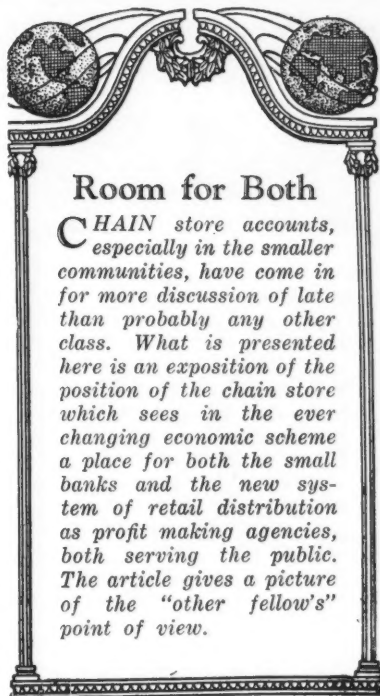 Room for Both
CHAIN store accounts,
especially in the smaller
communities, have come in
for more discussion of late
than probably any other
class. What is presented
here is an exposition of the
position of the chain store
which sees in the ever
changing economic scheme
a place for both the small
banks and the new sys-
tem of retail distribution
as profit making agencies,
both serving the public.
The article gives a picture
of the "other fellow's"
point of view.